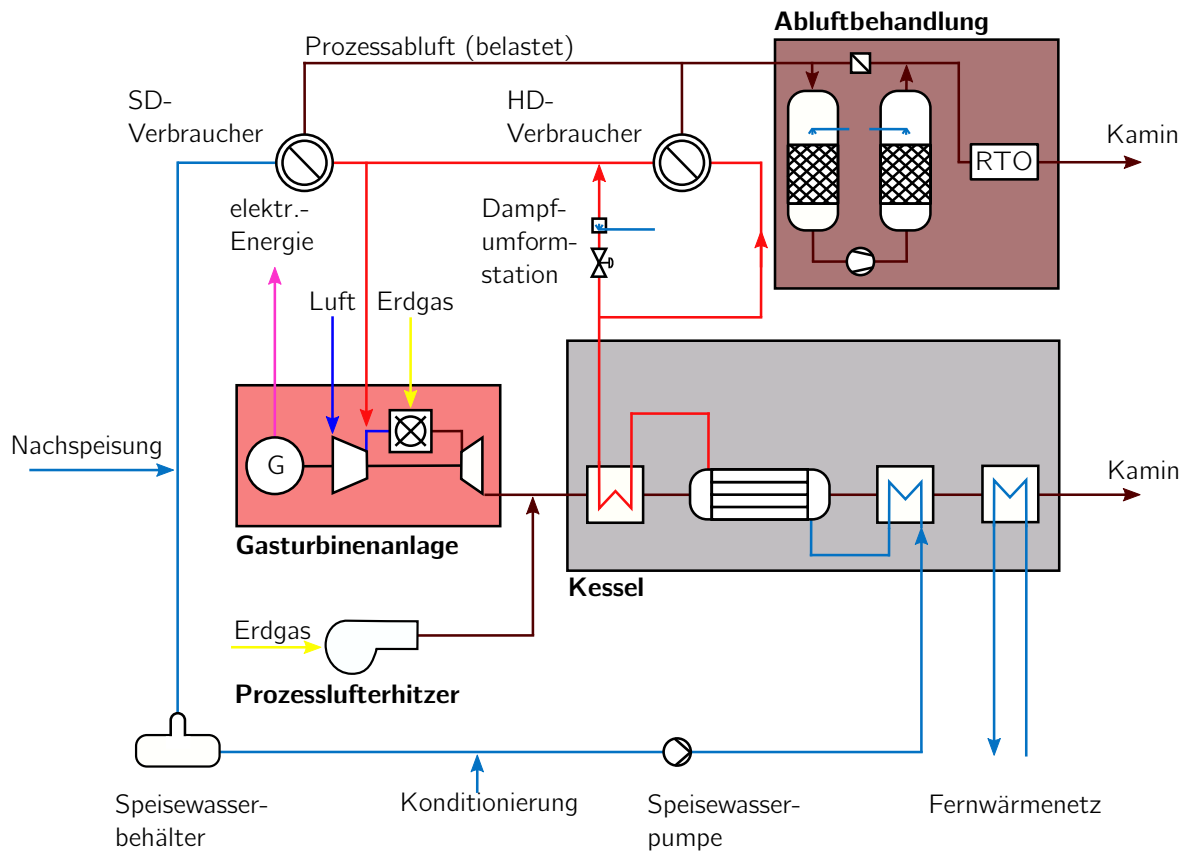 Abluftbehandlung
Prozessabluft (belastet)
SD-
Verbraucher
HD-
Verbraucher
Kamin
RTO
elektr.-
Energie
Dampf-
umform-
station
Luft
Erdgas
Nachspeisung
G
Kamin
Gasturbinenanlage
Kessel
Erdgas
Prozesslufterhitzer
Speisewasser-
behälter
Konditionierung
Speisewasser-
pumpe
Fernwärmenetz